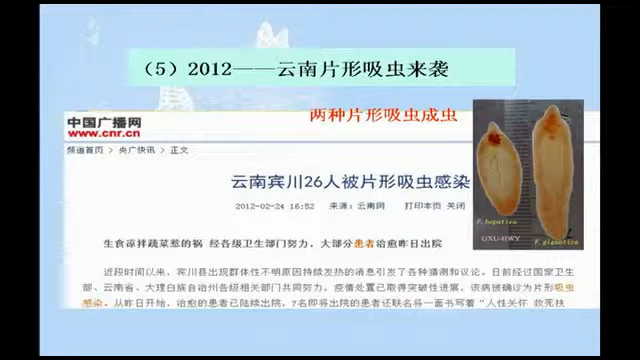 （5）2012——云南片形吸虫来袭
两种片形吸虫成虫
中国广播网
www.cnr.cn
频道首页 > 央广快讯 > 正文
云南宾川26人被片形吸虫感染
2012-02-24 16:52 来源：云南网 打印本页 关闭
生食凉拌蔬菜惹的祸 经各级卫生部门努力，大部分患者治愈昨日出院
近段时间以来，宾川县出现群体性不明原因持续发热的消息引发了各种猜测和议论。日前经过国家卫生
部、云南省、大理白族自治州各级相关部门共同努力，疫情处置已取得突破性进展。该病被确诊为片形吸虫
感染。从昨日开始，治愈的患者已陆续出院，7名即将出院的患者还联名将一面书写着“人性关怀 救死扶
F.hepatica
GXU-HWY
F.gigantica